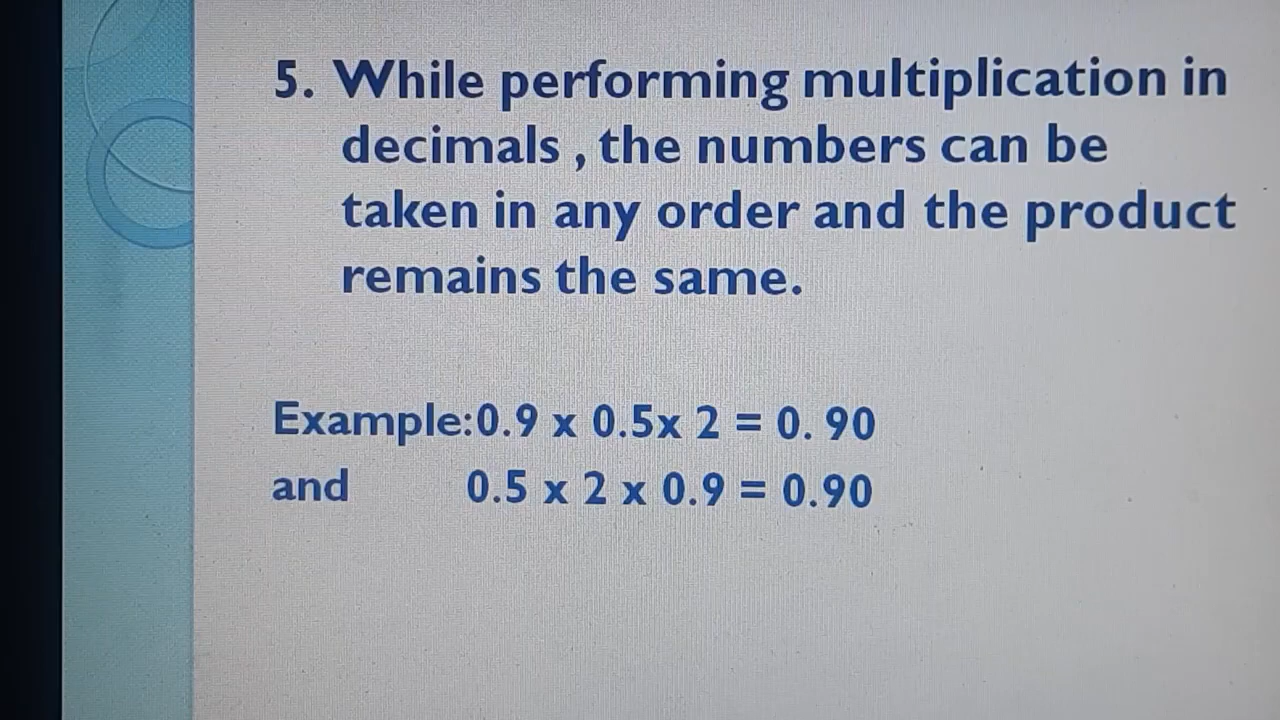 5. While performing multiplication in
decimals , the numbers can be
taken in any order and the product
remains the same.
Example:0.9 x 0.5x 2 = 0. 90
and 0.5 x 2 x 0.9 = 0.90